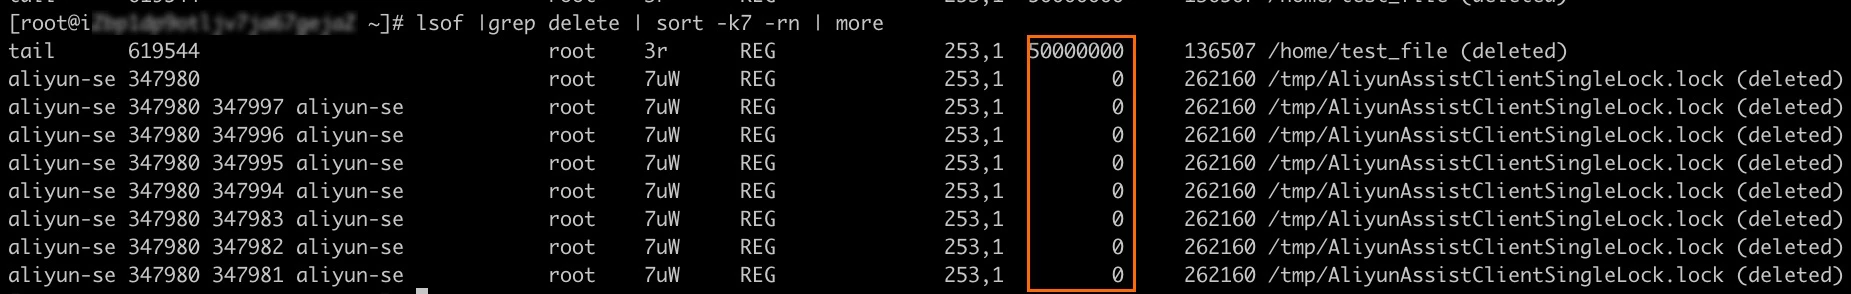 [root@i ~]# lsof |grep delete | sort -k7 -rn | more
tail 619544 root 3r REG 253,1 50000000 136507 /home/test_file (deleted)
aliyun-se 347980 root 7uW REG 253,1 0 262160 /tmp/AliyunAssistClientSingleLock.lock (deleted)
aliyun-se 347980 347997 aliyun-se root 7uW REG 253,1 0 262160 /tmp/AliyunAssistClientSingleLock.lock (deleted)
aliyun-se 347980 347996 aliyun-se root 7uW REG 253,1 0 262160 /tmp/AliyunAssistClientSingleLock.lock (deleted)
aliyun-se 347980 347995 aliyun-se root 7uW REG 253,1 0 262160 /tmp/AliyunAssistClientSingleLock.lock (deleted)
aliyun-se 347980 347994 aliyun-se root 7uW REG 253,1 0 262160 /tmp/AliyunAssistClientSingleLock.lock (deleted)
aliyun-se 347980 347983 aliyun-se root 7uW REG 253,1 0 262160 /tmp/AliyunAssistClientSingleLock.lock (deleted)
aliyun-se 347980 347982 aliyun-se root 7uW REG 253,1 0 262160 /tmp/AliyunAssistClientSingleLock.lock (deleted)
aliyun-se 347980 347981 aliyun-se root 7uW REG 253,1 0 262160 /tmp/AliyunAssistClientSingleLock.lock (deleted)